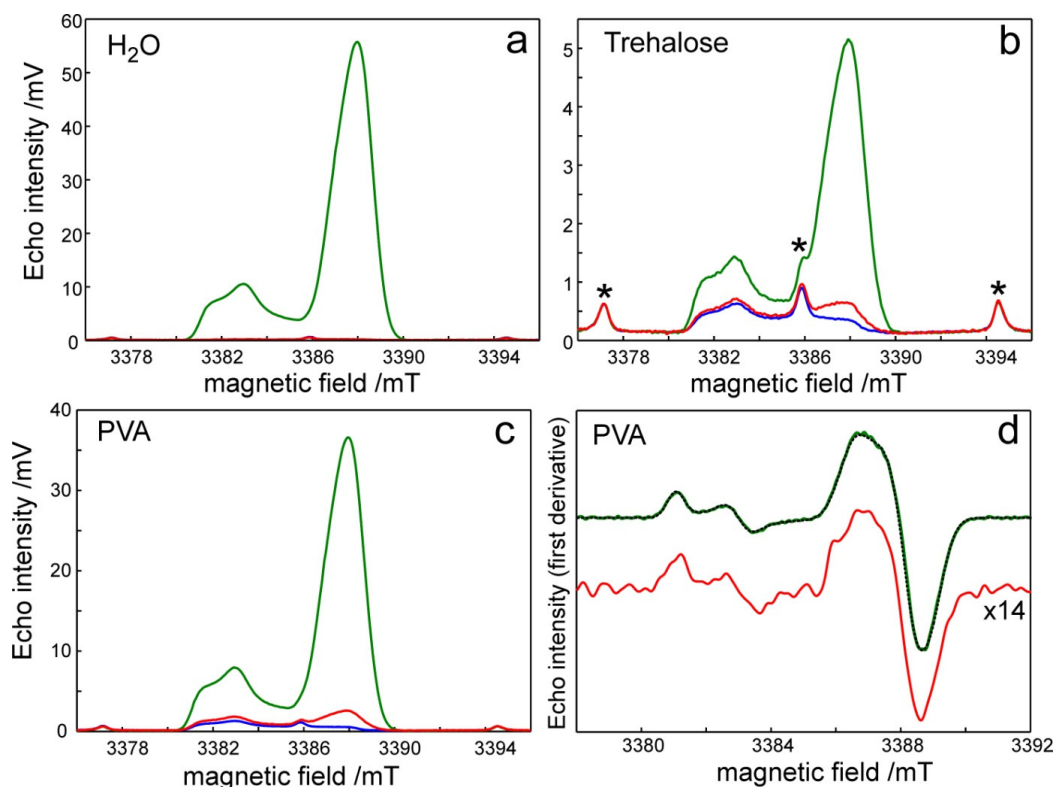 H₂O
a
Echo intensity /mV
60
50
40
30
20
10
0
3378 3382 3386 3390 3394
magnetic field /mT
Trehalose
b
5
4
3
2
1
0
* * *
3378 3382 3386 3390 3394
magnetic field /mT
PVA
c
Echo intensity /mV
40
30
20
10
0
3378 3382 3386 3390 3394
magnetic field /mT
PVA
d
Echo intensity (first derivative)
x14
3380 3384 3388 3392
magnetic field /mT